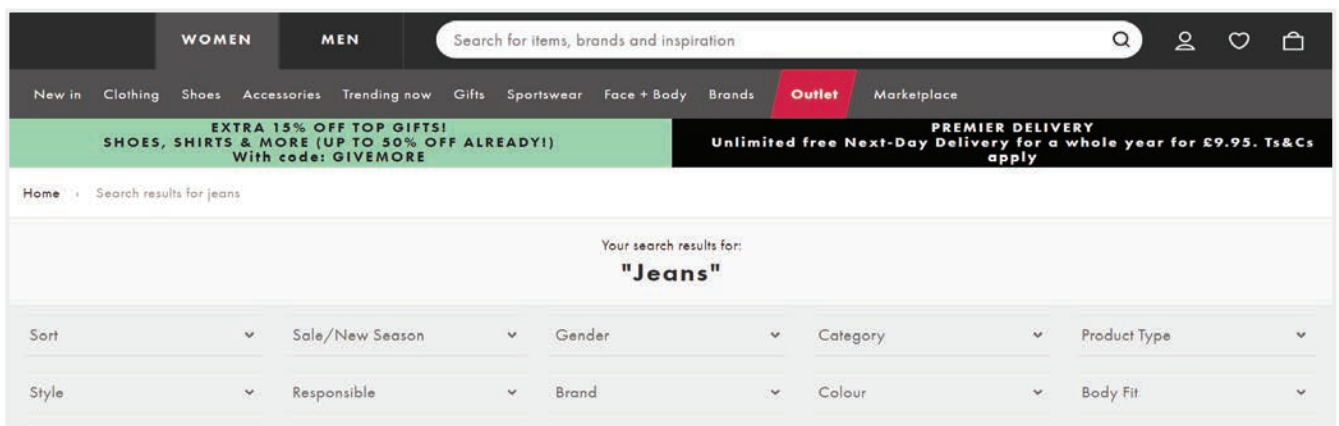 WOMEN MEN Search for items, brands and inspiration
New in Clothing Shoes Accessories Trending now Gifts Sportswear Face + Body Brands Outlet Marketplace
EXTRA 15% OFF TOP GIFTS!
SHOES, SHIRTS & MORE (UP TO 50% OFF ALREADY!)
With code: GIVEMORE
PREMIER DELIVERY
Unlimited free Next-Day Delivery for a whole year for £9.95. Ts&Cs
apply
Home › Search results for jeans
Your search results for:
"Jeans"
Sort Sale/New Season Gender Category Product Type
Style Responsible Brand Colour Body Fit